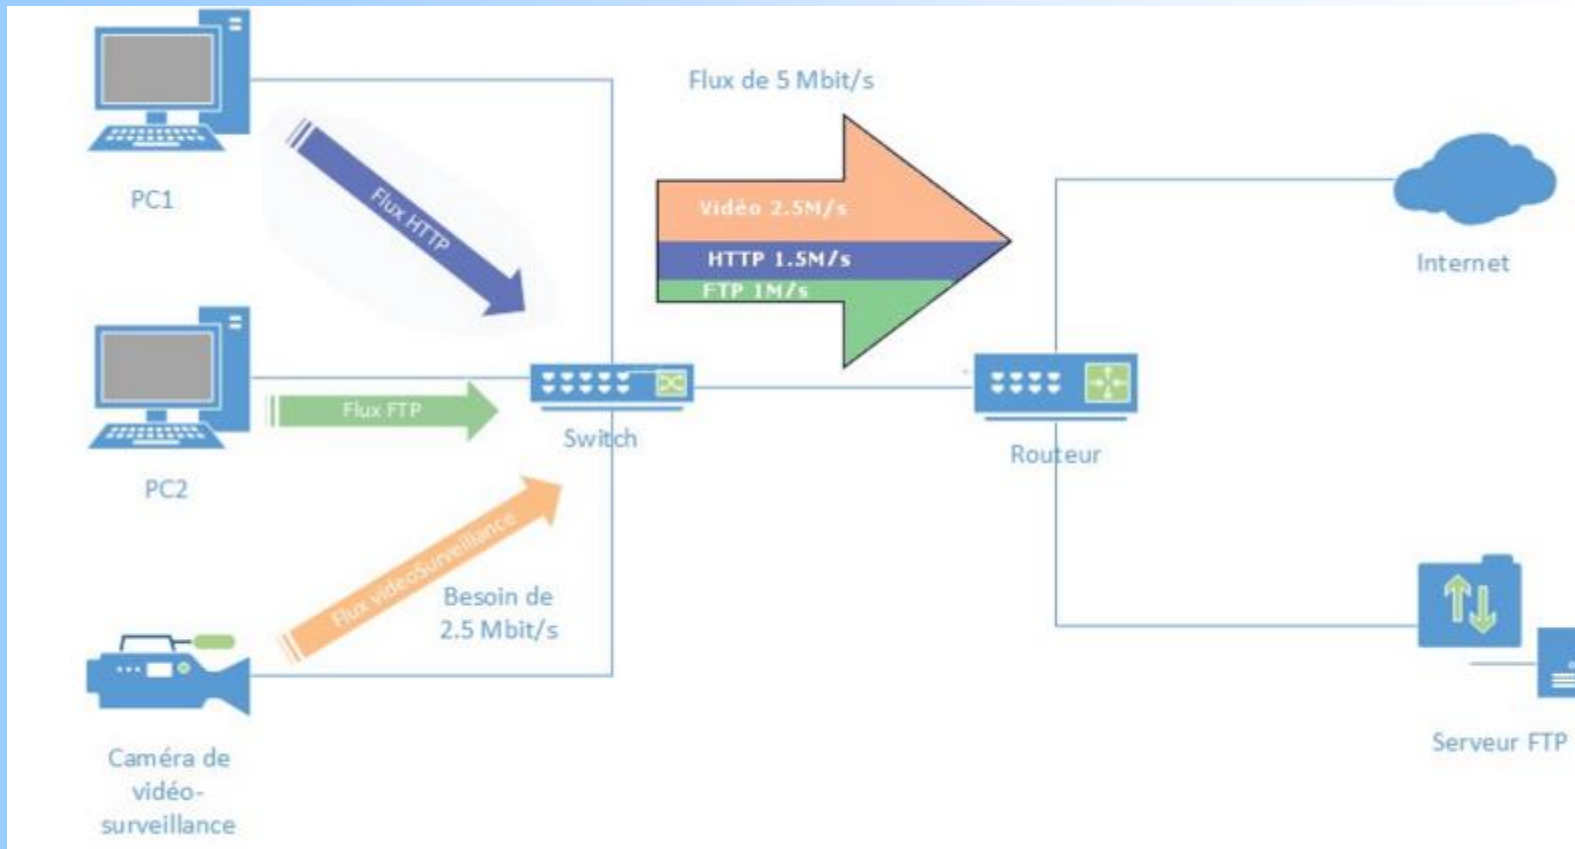 Flux de 5 Mbit/s
PC1
Flux HTTP
Vidéo 2.5M/s
HTTP 1.5M/s
FTP 1M/s
Internet
PC2
Flux FTP
Switch
Routeur
Flux videoSurveillance
Besoin de
2.5 Mbit/s
Caméra de
vidéo-
surveillance
Serveur FTP